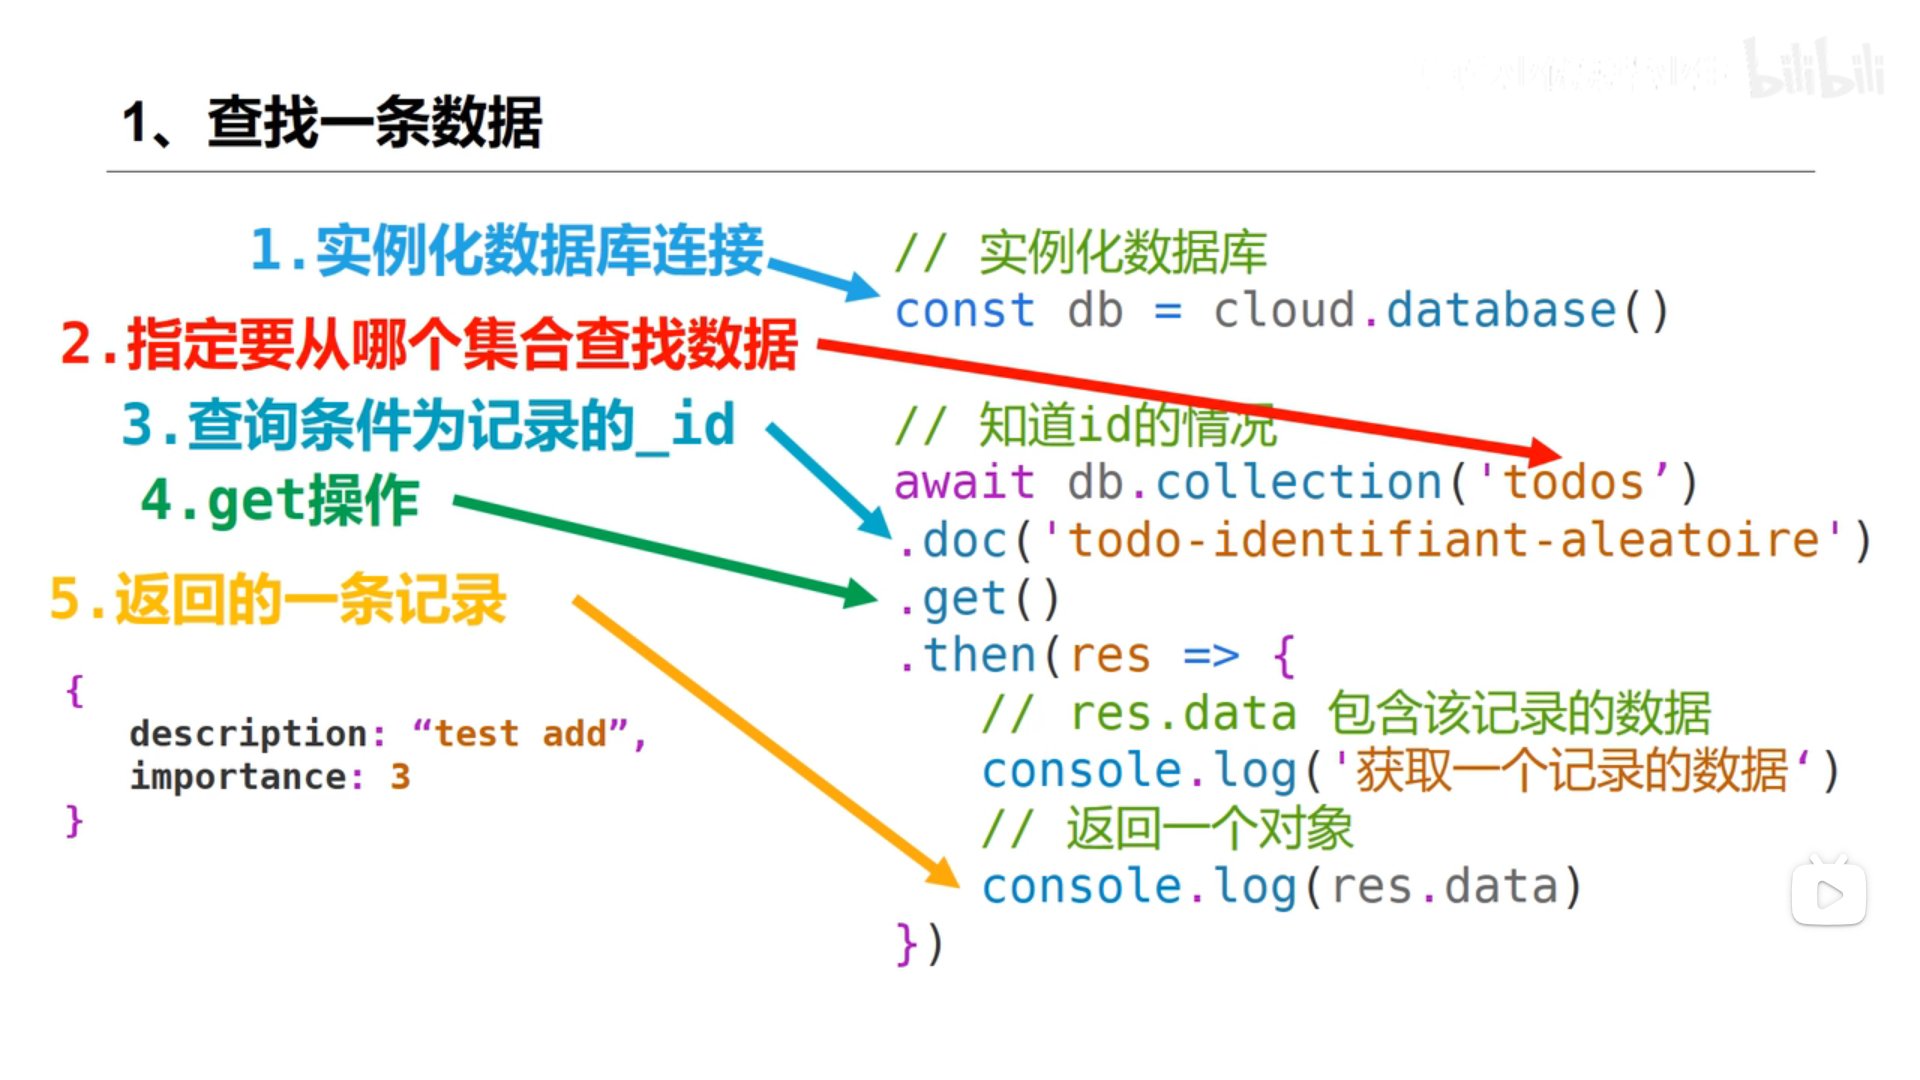 bilibili
1、查找一条数据
1.实例化数据库连接
2.指定要从哪个集合查找数据
3.查询条件为记录的_id
4.get操作
5.返回的一条记录
{
description: “test add”,
importance: 3
}
// 实例化数据库
const db = cloud.database()
// 知道id的情况
await db.collection('todos’)
.doc('todo-identifiant-aleatoire')
.get()
.then(res => {
// res.data 包含该记录的数据
console.log('获取一个记录的数据‘)
// 返回一个对象
console.log(res.data)
})